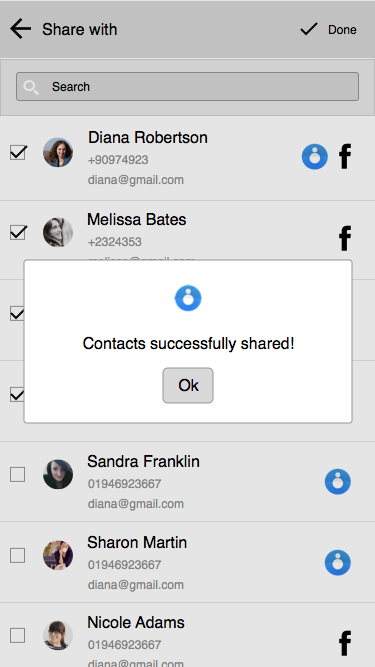 Share with
Done
Search
Diana Robertson
+90974923
diana@gmail.com
Melissa Bates
+2324353
Contacts successfully shared!
Ok
Sandra Franklin
01946923667
diana@gmail.com
Sharon Martin
01946923667
diana@gmail.com
Nicole Adams
01946923667
diana@gmail.com